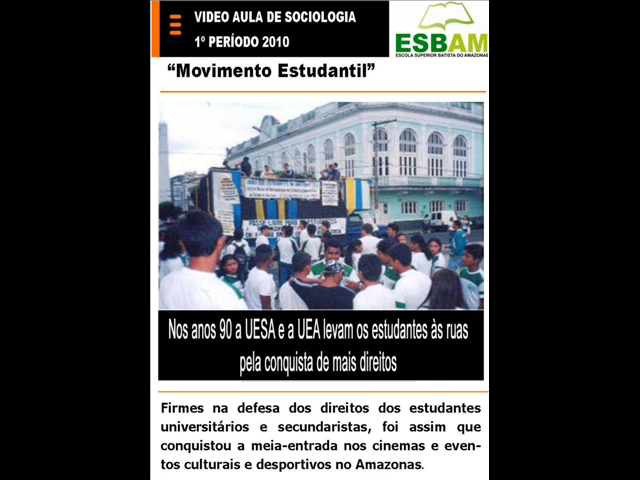 VIDEO AULA DE SOCIOLOGIA
1º PERÍODO 2010
ESBAM
ESCOLA SUPERIOR BATISTA DO AMAZONAS
“Movimento Estudantil”
Nos anos 90 a UESA e a UEA levam os estudantes às ruas
pela conquista de mais direitos
Firmes na defesa dos direitos dos estudantes
universitários e secundaristas, foi assim que
conquistou a meia-entrada nos cinemas e even-
tos culturais e desportivos no Amazonas.